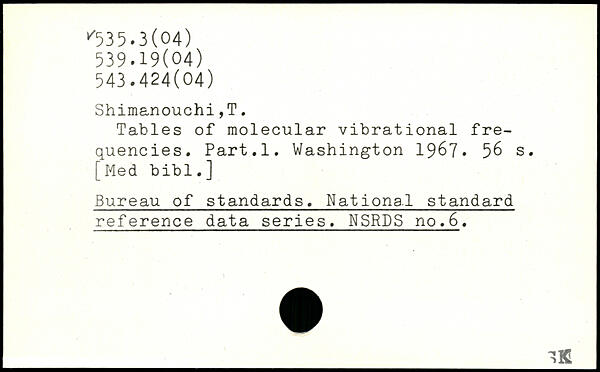 ✓535.3(04)
539.19(04)
543.424(04)
Shimanouchi,T.
Tables of molecular vibrational fre-
quencies. Part.1. Washington 1967. 56 s.
[Med bibl.]
Bureau of standards. National standard
reference data series. NSRDS no.6.